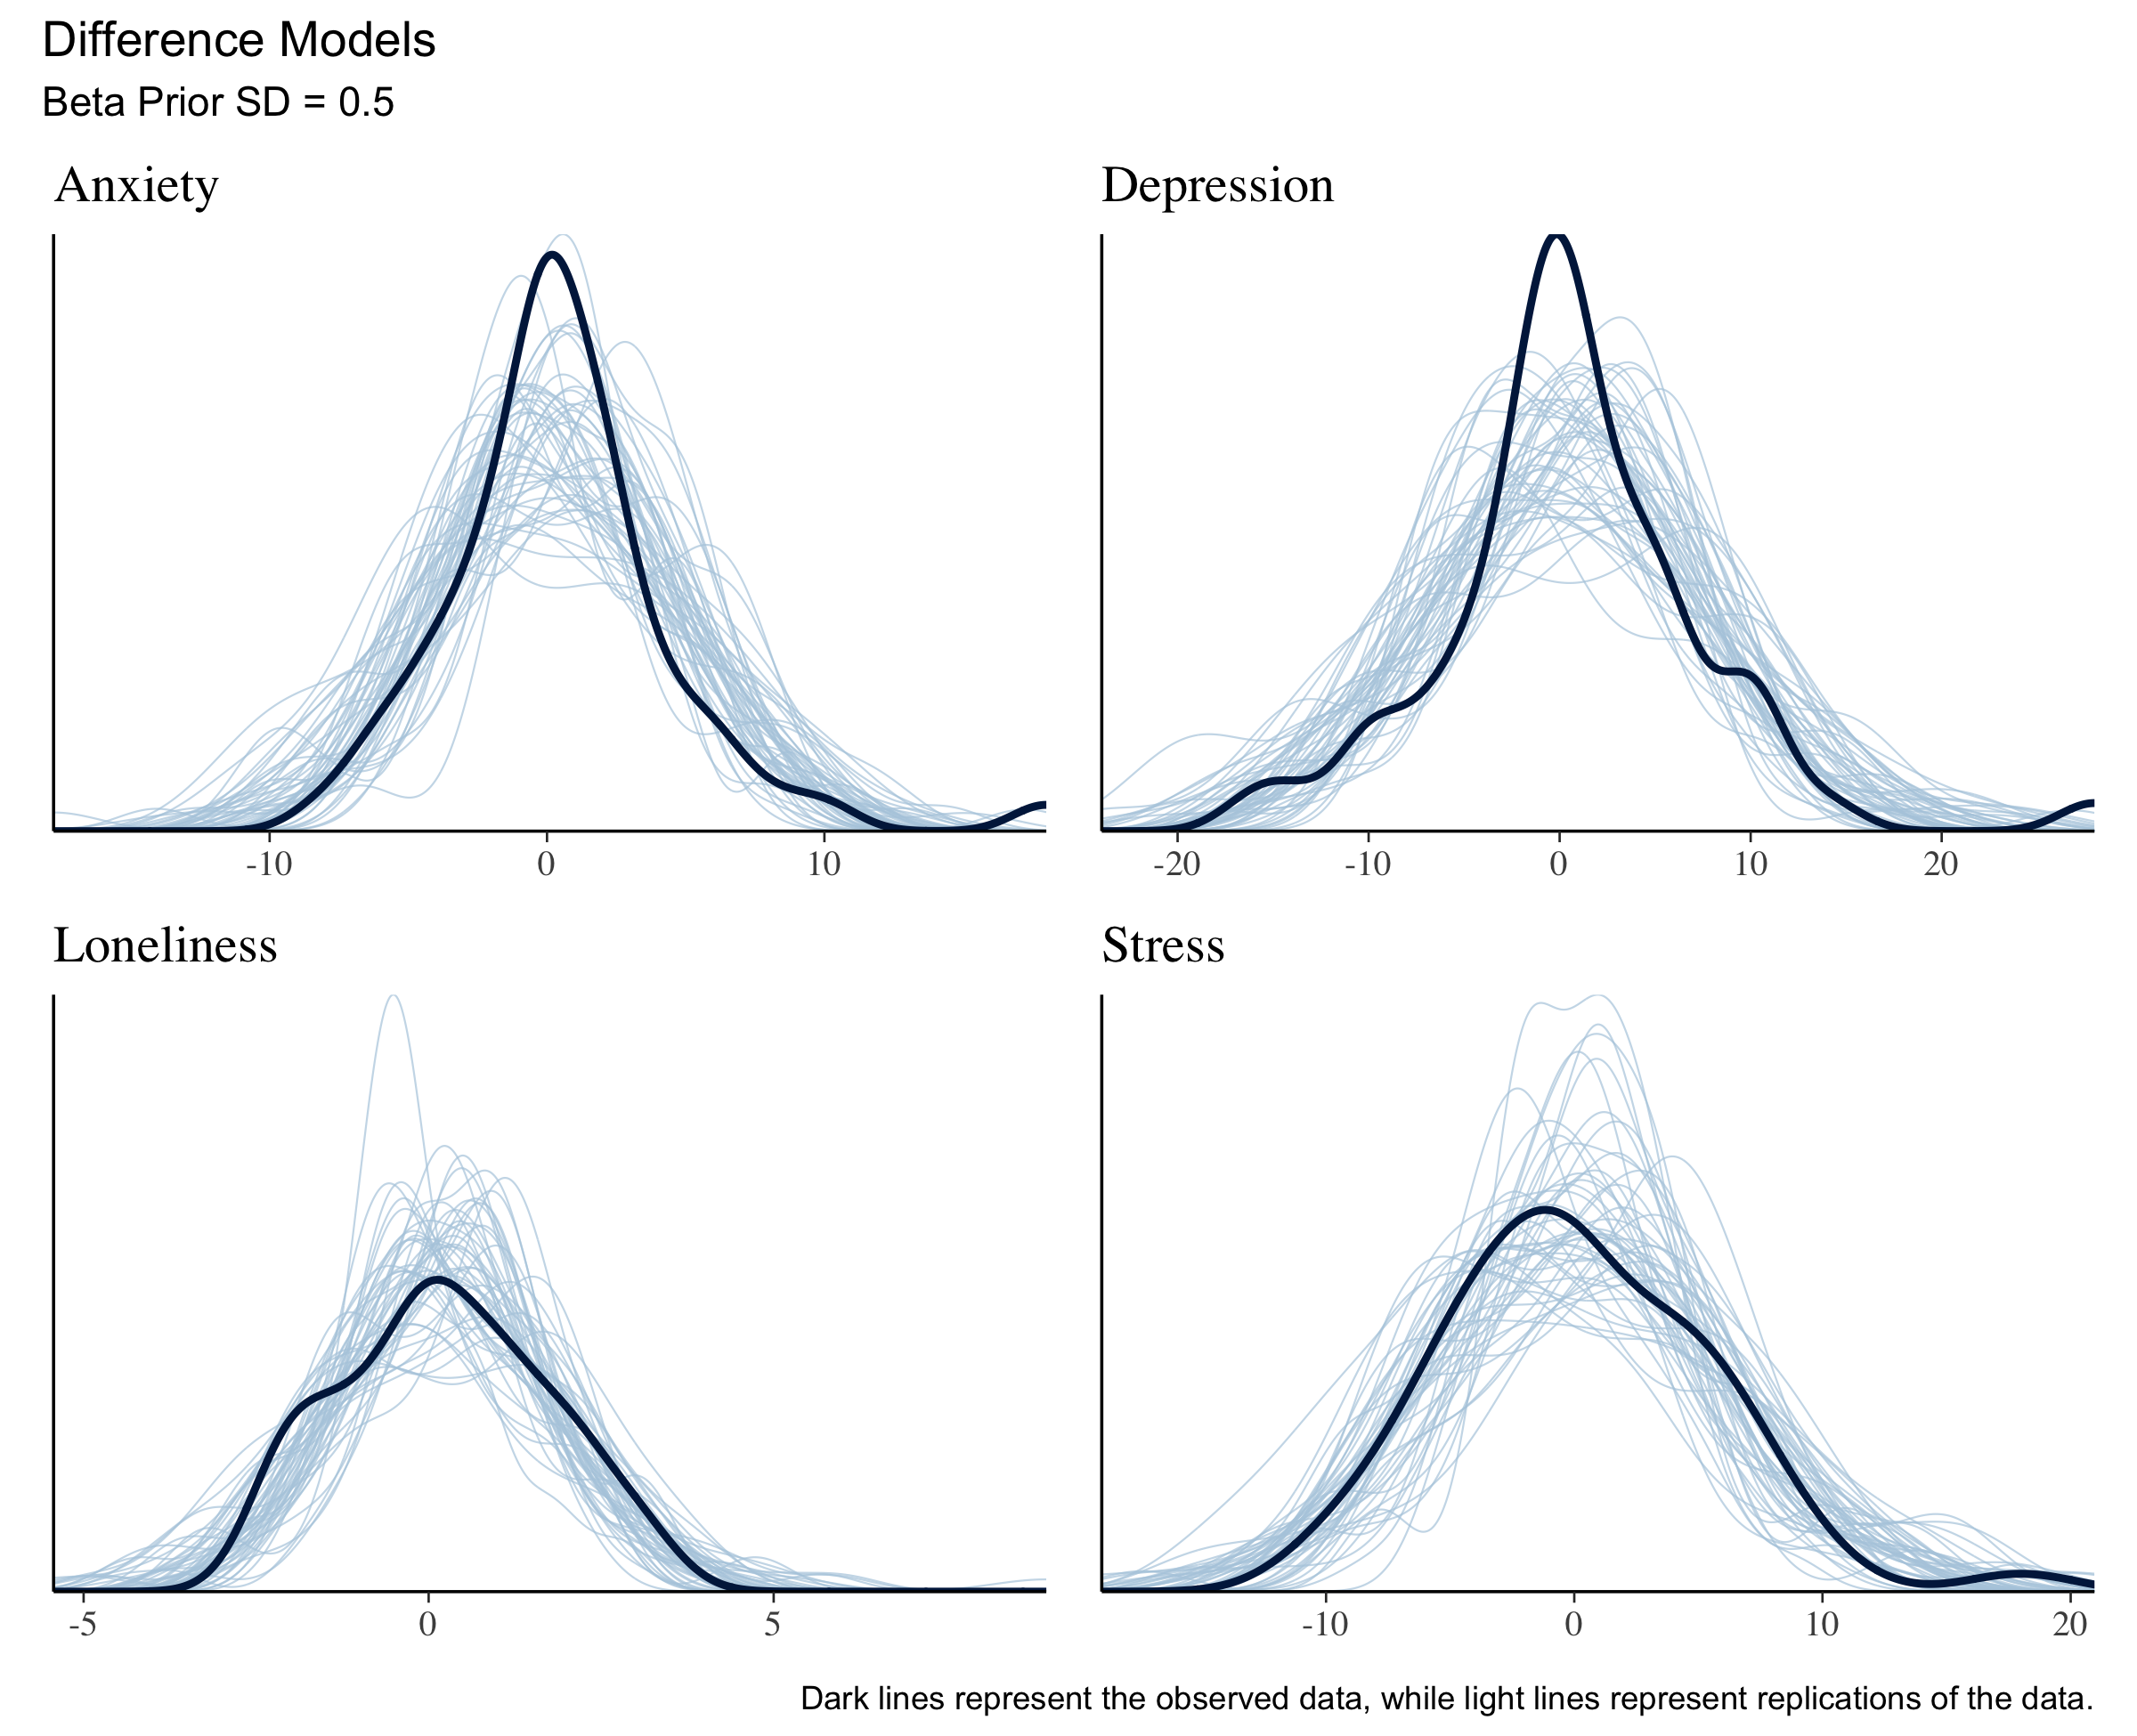 Difference Models
Beta Prior SD = 0.5
Anxiety
Depression
-10 0 10
-20 -10 0 10 20
Loneliness
Stress
-5 0 5
-10 0 10 20
Dark lines represent the observed data, while light lines represent replications of the data.